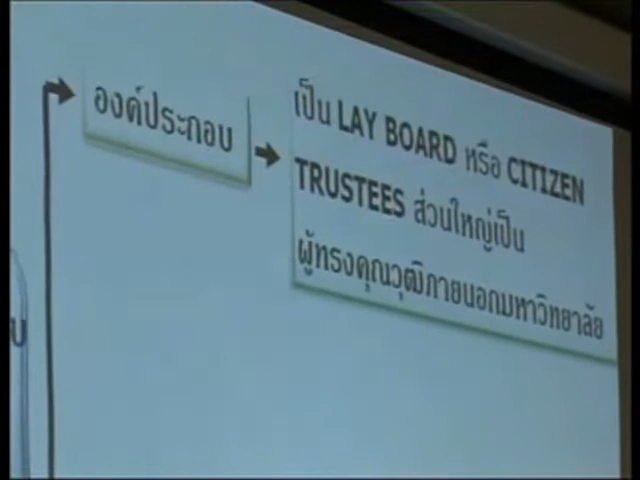 องค์ประกอบ
เป็น LAY BOARD หรือ CITIZEN
TRUSTEES ส่วนใหญ่เป็น
ผู้ทรงคุณวุฒิภายนอกมหาวิทยาลัย